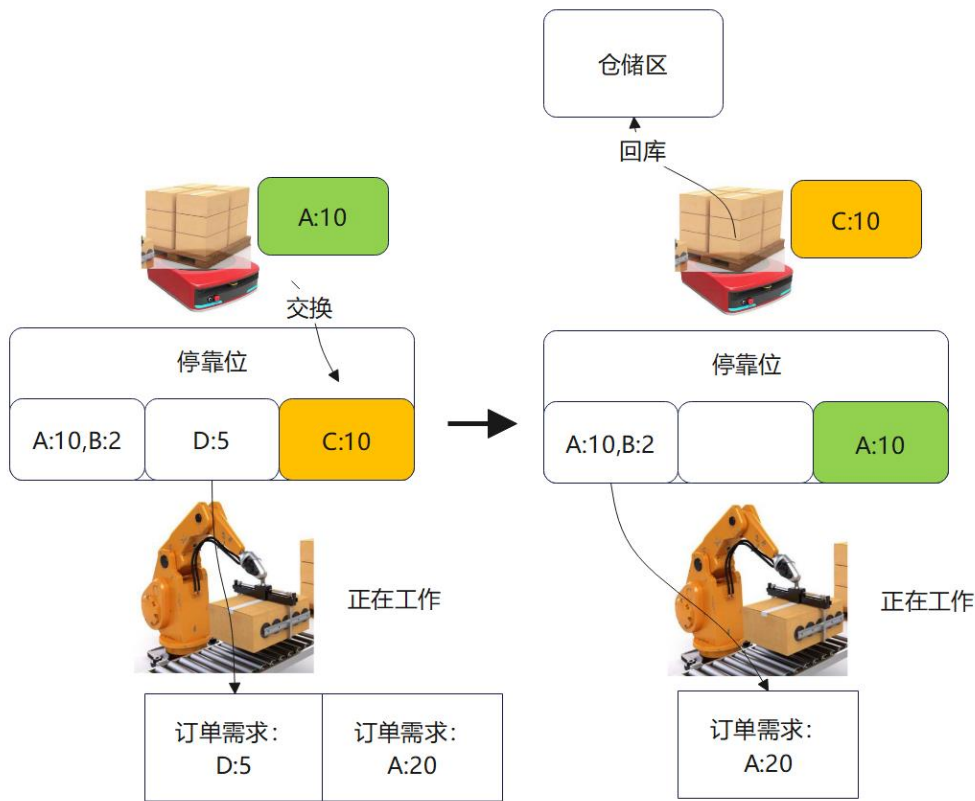 仓储区
回库
A:10
C:10
交换
停靠位
停靠位
A:10,B:2
D:5
C:10
A:10,B:2
A:10
正在工作
正在工作
订单需求：
D:5
订单需求：
A:20
订单需求：
A:20